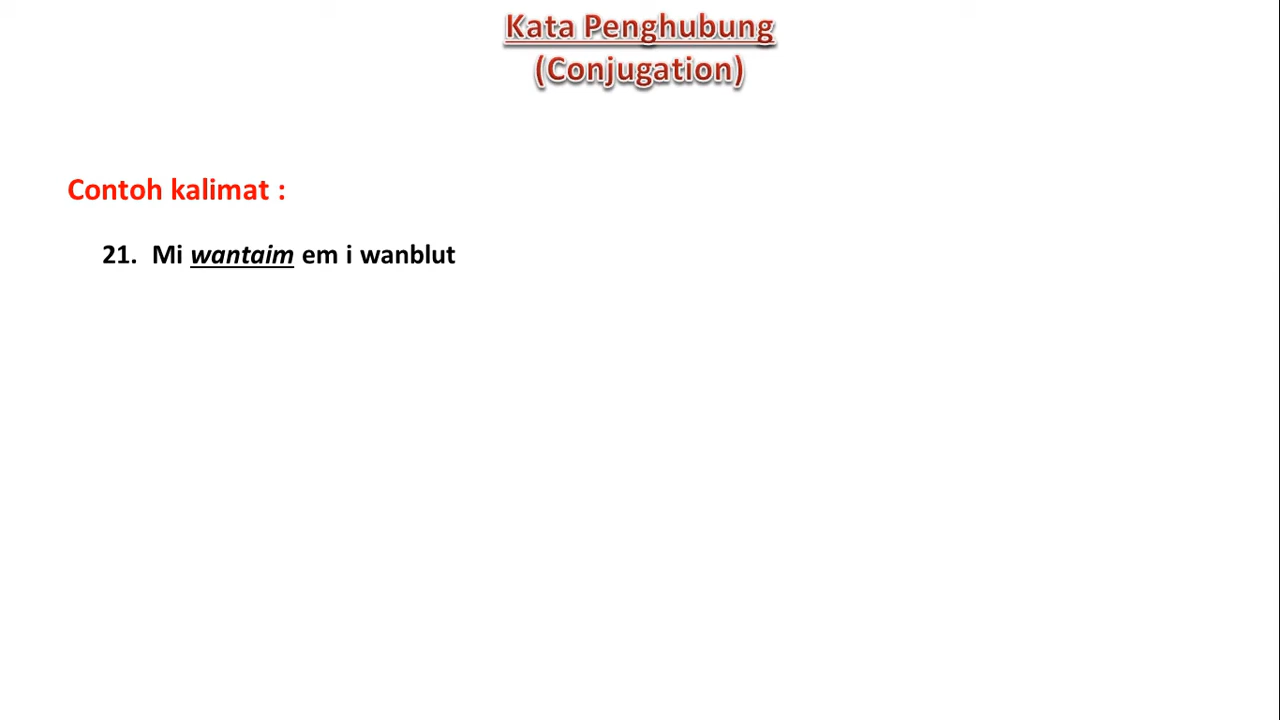 Kata Penghubung
(Conjugation)
Contoh kalimat :
21. Mi wantaim em i wanblut